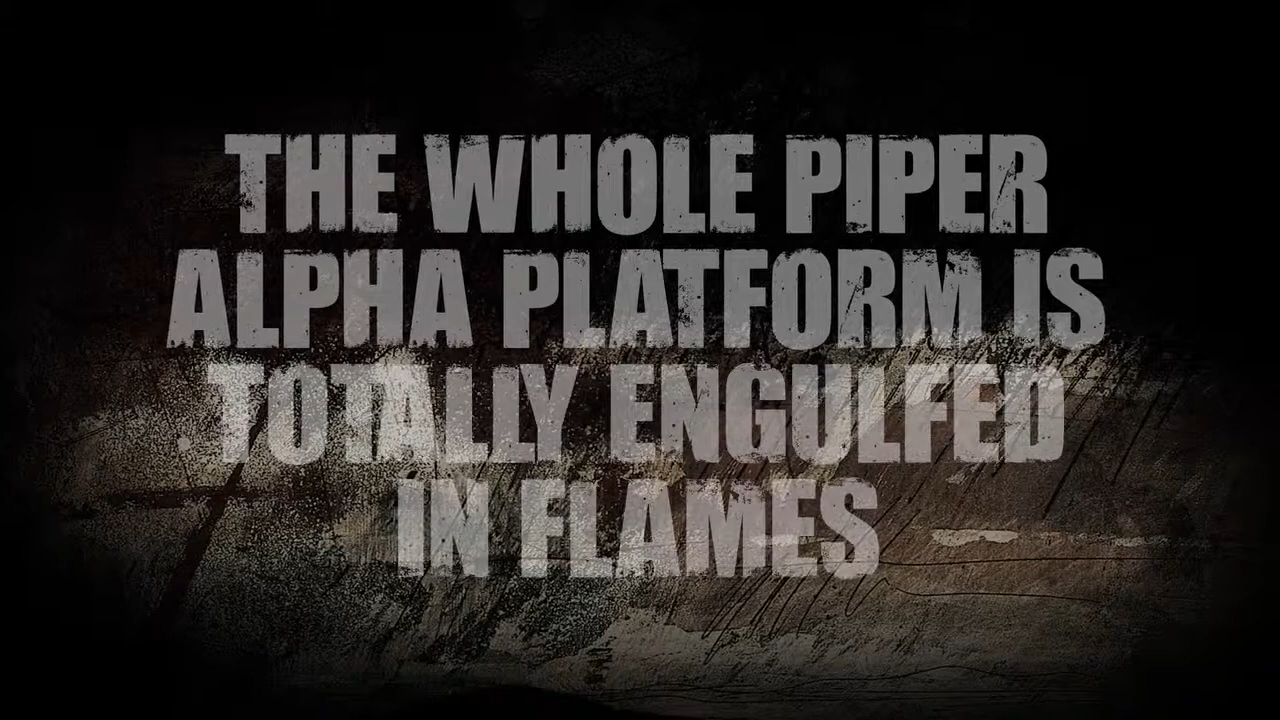 THE WHOLE PIPER
ALPHA PLATFORM IS
TOTALLY ENGULFED
IN FLAMES